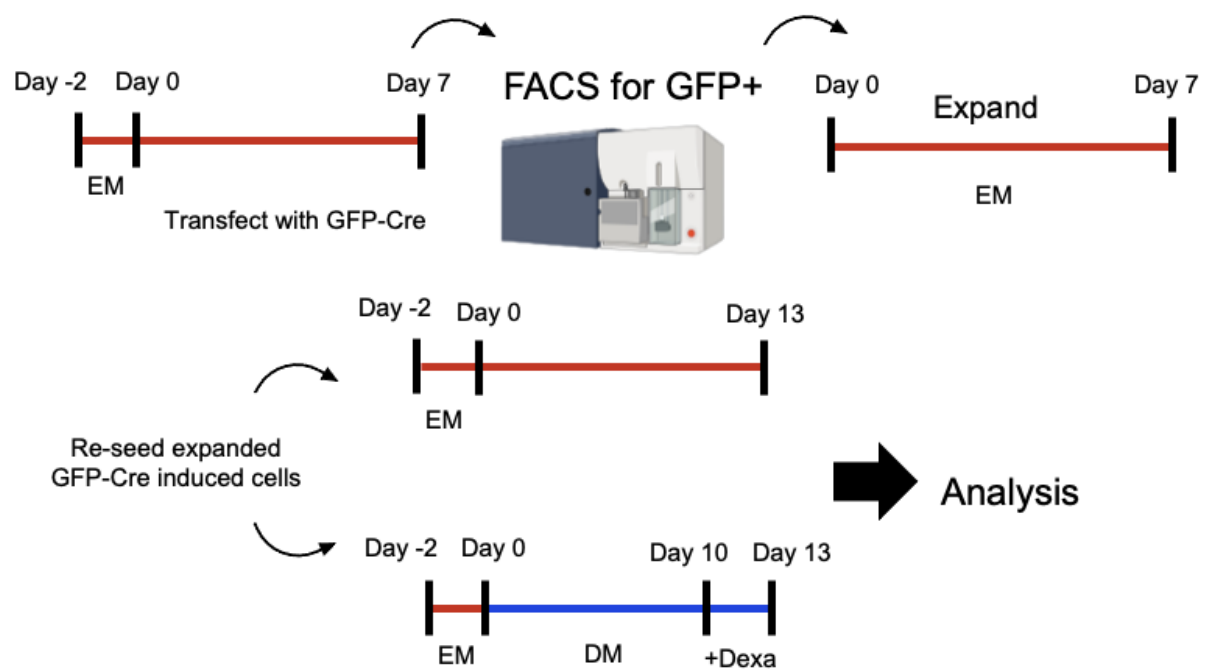 Day -2 Day 0 Day 7
EM
Transfect with GFP-Cre
FACS for GFP+
Day 0 Day 7
Expand
EM
Re-seed expanded
GFP-Cre induced cells
Day -2 Day 0 Day 13
EM
Day -2 Day 0 Day 10 Day 13
EM DM +Dexa
Analysis